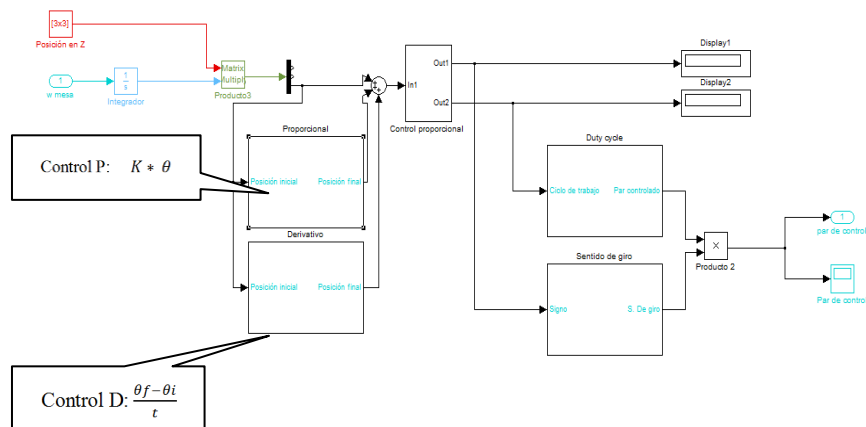 [3x3]
Posición en Z
1
w mesa
1
s
Integrador
Matrix
Multiply
Producto3
In1
Out1
Out2
Control proporcional
Display1
Display2
Control P: K * θ
Proporcional
Posición inicial Posición final
Derivativo
Posición inicial Posición final
Control D: θf−θi
t
Duty cycle
Ciclo de trabajo Par controlado
Sentido de giro
Signo S. De giro
X
Producto 2
1
par de control
Par de contro